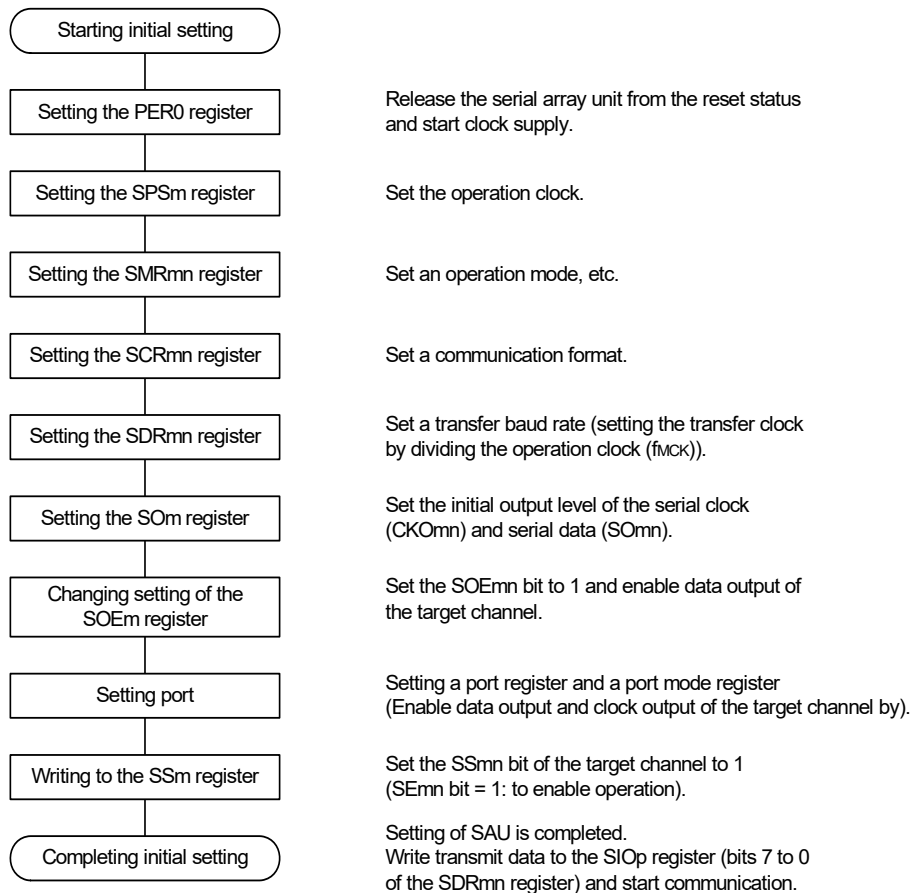 Starting initial setting
Setting the PER0 register
Release the serial array unit from the reset status
and start clock supply.
Setting the SPSm register
Set the operation clock.
Setting the SMRmn register
Set an operation mode, etc.
Setting the SCRmn register
Set a communication format.
Setting the SDRmn register
Set a transfer baud rate (setting the transfer clock
by dividing the operation clock (fMCK)).
Setting the SOm register
Set the initial output level of the serial clock
(CKOmn) and serial data (SOmn).
Changing setting of the
SOEm register
Set the SOEmn bit to 1 and enable data output of
the target channel.
Setting port
Setting a port register and a port mode register
(Enable data output and clock output of the target channel by).
Writing to the SSm register
Set the SSmn bit of the target channel to 1
(SEmn bit = 1: to enable operation).
Completing initial setting
Setting of SAU is completed.
Write transmit data to the SIOp register (bits 7 to 0
of the SDRmn register) and start communication.